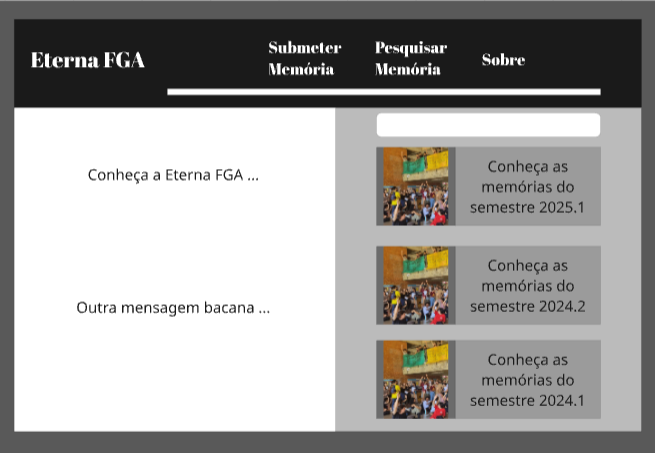 Eterna FGA
Submeter
Memória
Pesquisar
Memória
Sobre
Conheça a Eterna FGA ...
Outra mensagem bacana ...
Conheça as
memórias do
semestre 2025.1
Conheça as
memórias do
semestre 2024.2
Conheça as
memórias do
semestre 2024.1